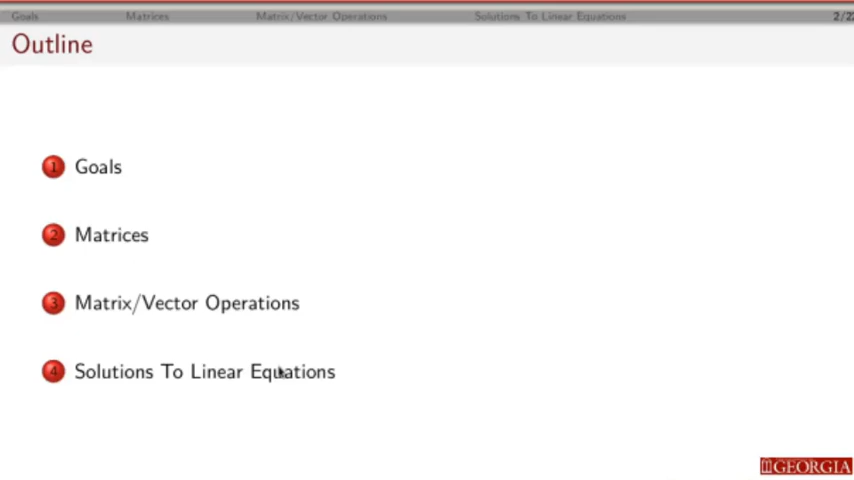 Goals Matrices Matrix/Vector Operations Solutions To Linear Equations 2/22
Outline
1 Goals
2 Matrices
3 Matrix/Vector Operations
4 Solutions To Linear Equations
GEORGIA